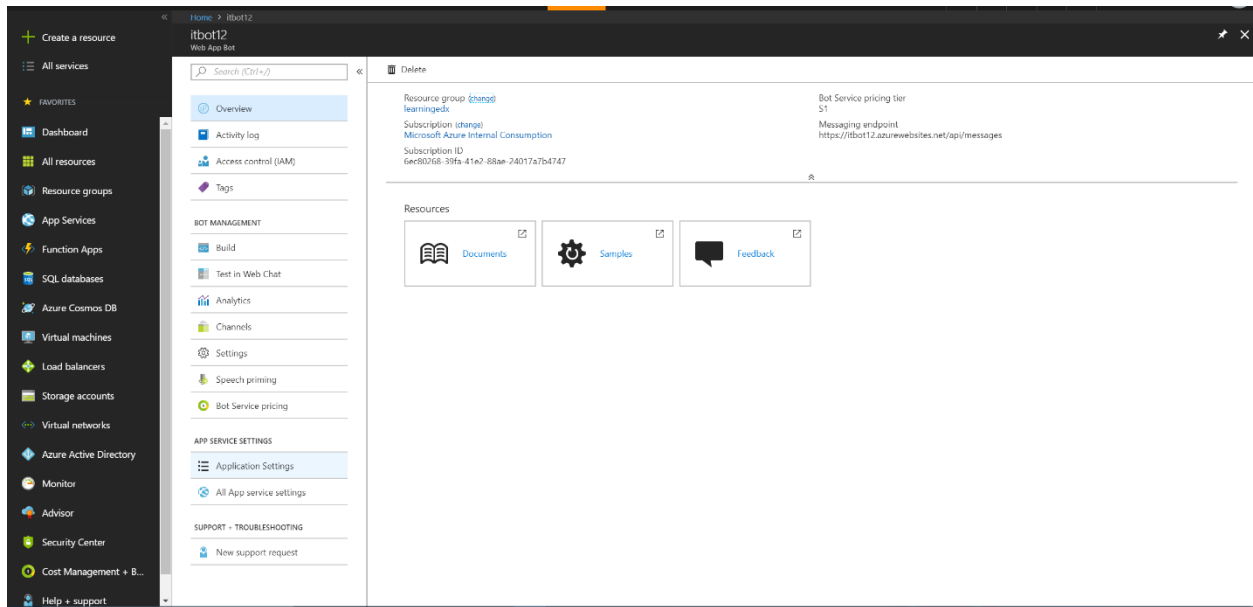 Home > itbot12
itbot12
Web App Bot
Create a resource
All services
FAVORITES
Dashboard
All resources
Resource groups
App Services
Function Apps
SQL databases
Azure Cosmos DB
Virtual machines
Load balancers
Storage accounts
Virtual networks
Azure Active Directory
Monitor
Advisor
Security Center
Cost Management + B...
Help + support
Search (Ctrl+/)
Overview
Activity log
Access control (IAM)
Tags
BOT MANAGEMENT
Build
Test in Web Chat
Analytics
Channels
Settings
Speech priming
Bot Service pricing
APP SERVICE SETTINGS
Application Settings
All App service settings
SUPPORT + TROUBLESHOOTING
New support request
Delete
Resource group (change)
learningedx
Subscription (change)
Microsoft Azure Internal Consumption
Subscription ID
6ec80268-39fa-41e2-88ae-24017a7b4747
Bot Service pricing tier
S1
Messaging endpoint
https://itbot12.azurewebsites.net/api/messages
Resources
Documents
Samples
Feedback